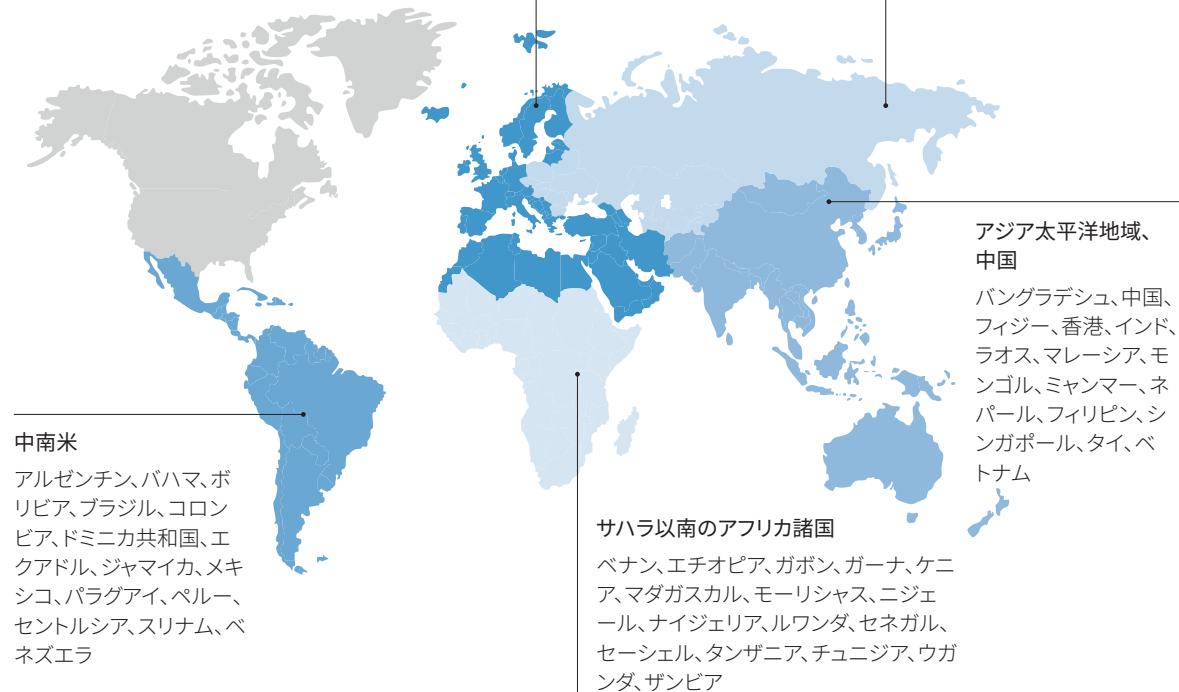 アジア太平洋地域、
中国
バングラデシュ、中国、
フィジー、香港、インド、
ラオス、マレーシア、モ
ンゴル、ミャンマー、ネ
パール、フィリピン、シ
ンガポール、タイ、ベ
トナム
中南米
アルゼンチン、バハマ、ボ
リビア、ブラジル、コロン
ビア、ドミニカ共和国、エ
クアドル、ジャマイカ、メキ
シコ、パラグアイ、ペルー、
セントルシア、スリナム、ベ
ネズエラ
サハラ以南のアフリカ諸国
ベナン、エチオピア、ガボン、ガーナ、ケニ
ア、マダガスカル、モーリシャス、ニジェ
ール、ナイジェリア、ルワンダ、セネガル、
セーシェル、タンザニア、チュニジア、ウガ
ンダ、ザンビア